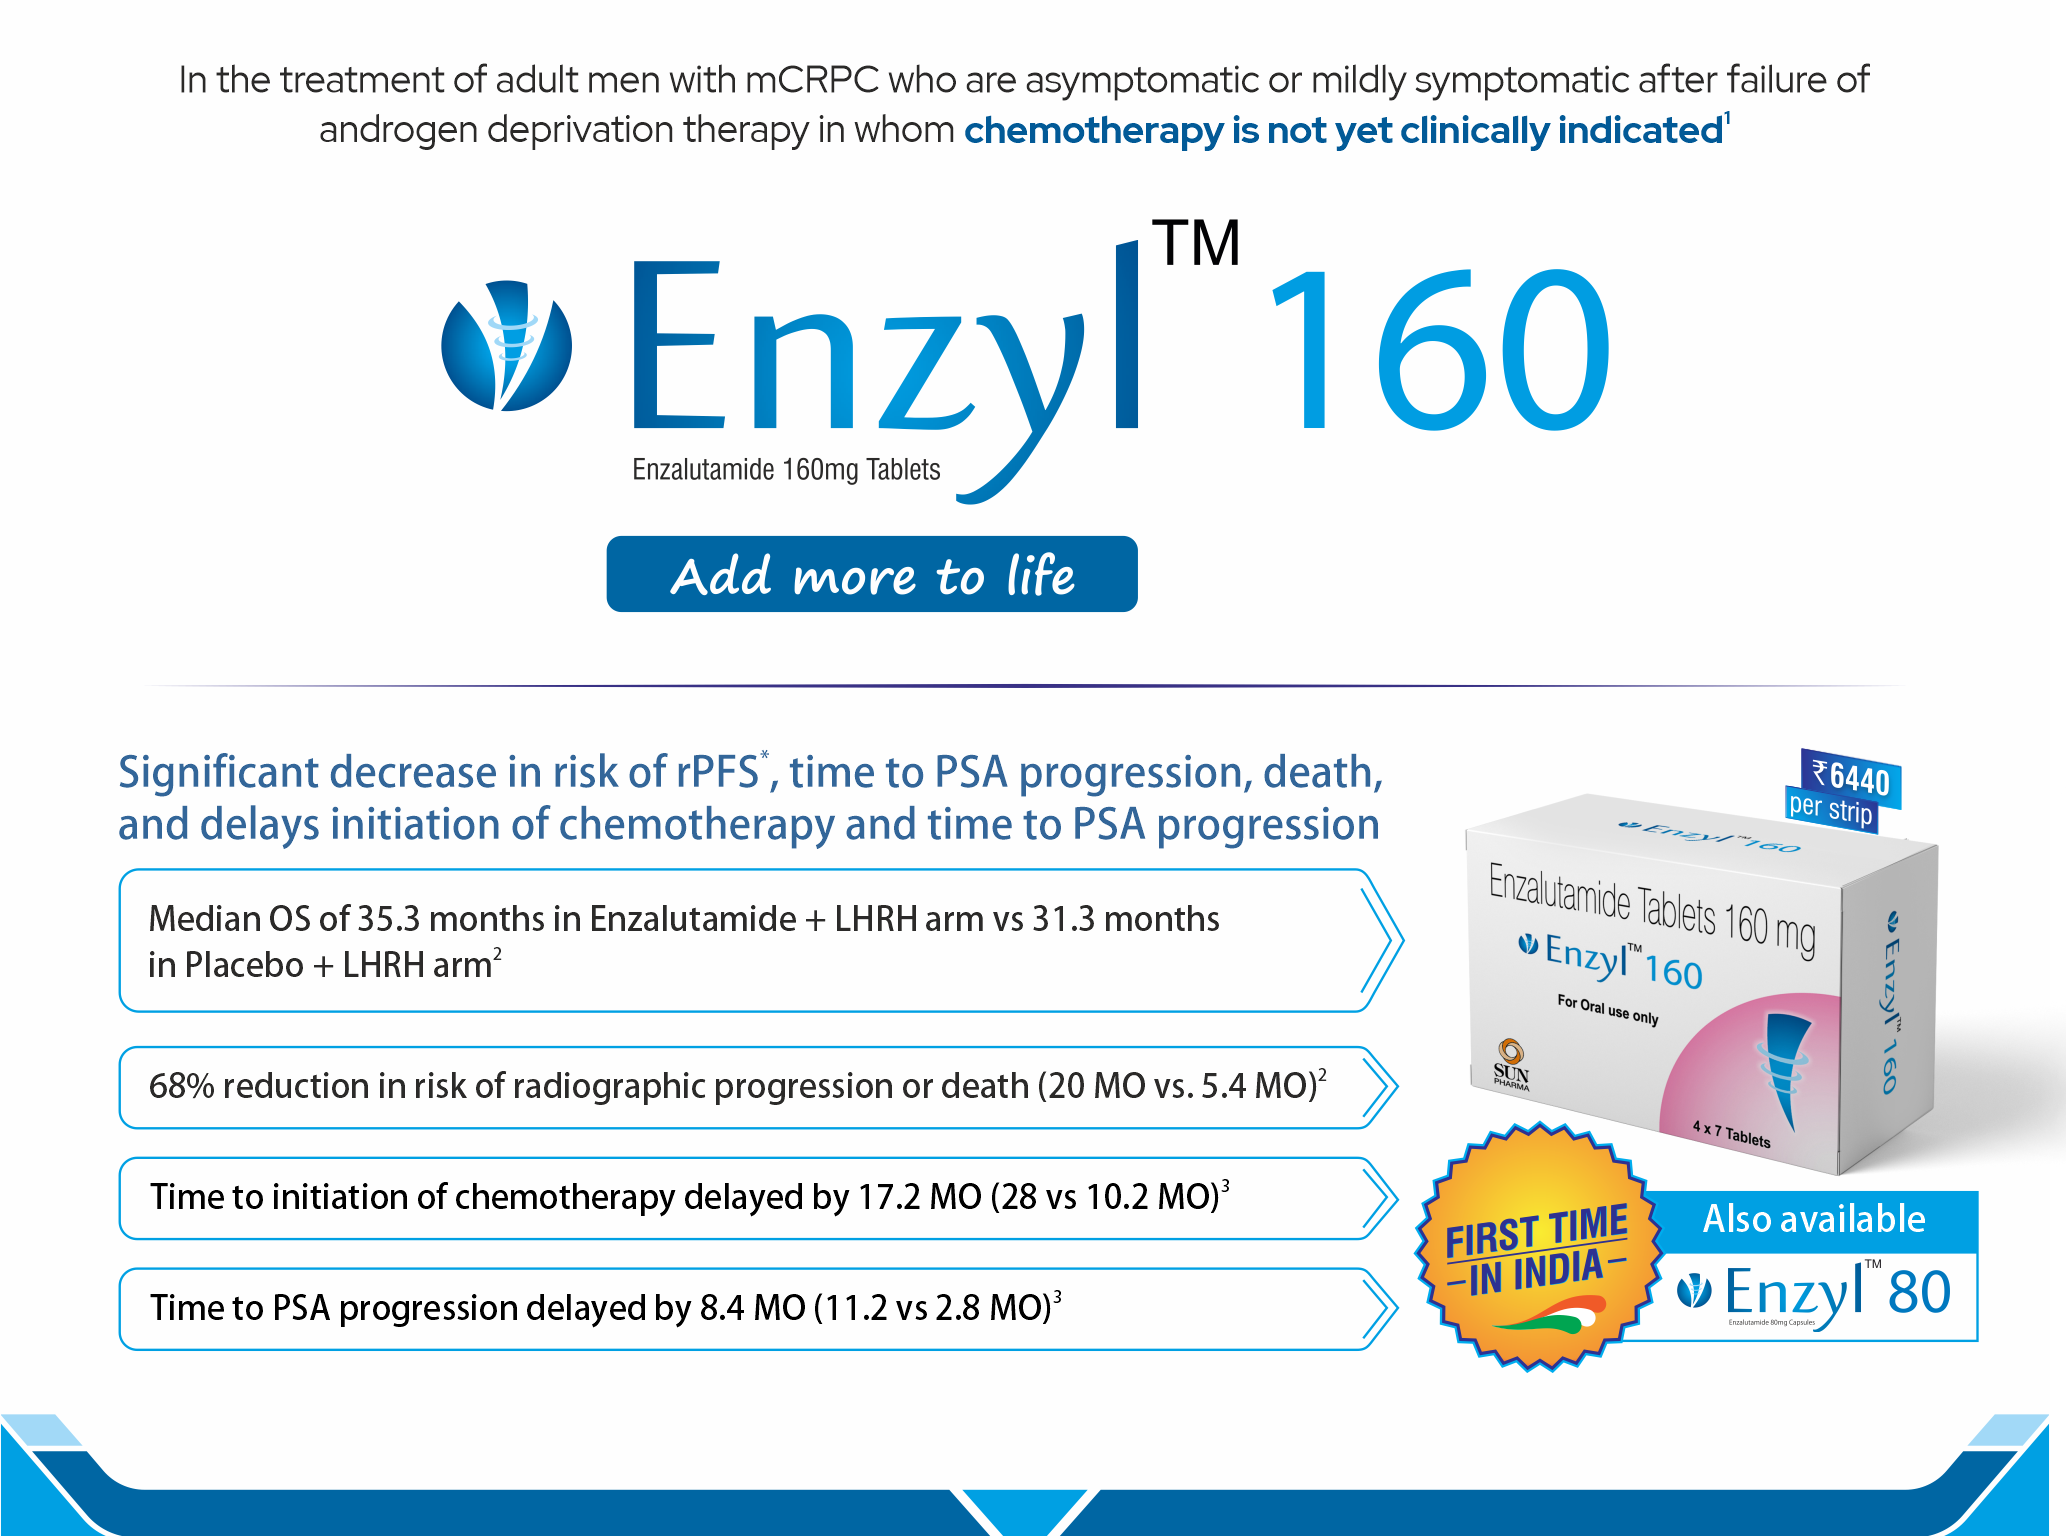 In the treatment of adult men with mCRPC who are asymptomatic or mildly symptomatic after failure of
androgen deprivation therapy in whom chemotherapy is not yet clinically indicated¹
Enzyl™ 160
Enzalutamide 160mg Tablets
Add more to life
Significant decrease in risk of rPFS*, time to PSA progression, death,
and delays initiation of chemotherapy and time to PSA progression
Median OS of 35.3 months in Enzalutamide + LHRH arm vs 31.3 months
in Placebo + LHRH arm²
68% reduction in risk of radiographic progression or death (20 MO vs. 5.4 MO)²
Time to initiation of chemotherapy delayed by 17.2 MO (28 vs 10.2 MO)³
Time to PSA progression delayed by 8.4 MO (11.2 vs 2.8 MO)³
₹6440
per strip
Enzyl™160
Enzalutamide Tablets 160 mg
Enzyl™160
For Oral use only
SUN
PHARMA
4 x 7 Tablets
Enzyl™ 160
FIRST TIME
IN INDIA
Also available
Enzyl™ 80
Enzalutamide 80mg Capsules